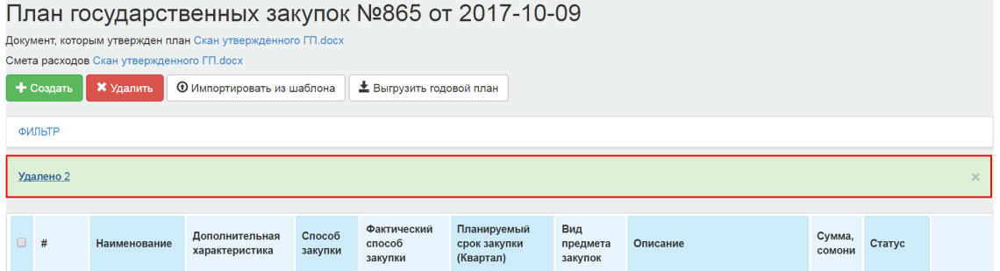 План государственных закупок №865 от 2017-10-09
Документ, которым утвержден план Скан утвержденного ГП.docx
Смета расходов Скан утвержденного ГП.docx
Создать Удалить Импортировать из шаблона Выгрузить годовой план
ФИЛЬТР
Удалено 2 ×
# Наименование Дополнительная характеристика Способ закупки Фактический способ закупки Планируемый срок закупки (Квартал) Вид предмета закупок Описание Сумма, сомони Статус